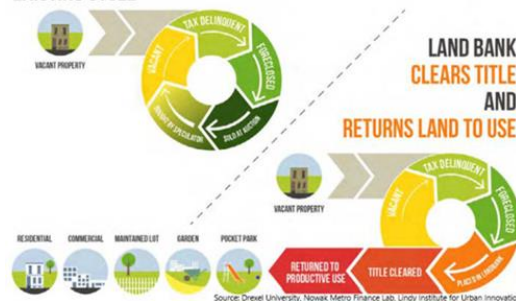 VACANT PROPERTY
VACANT
TAX DELINQUENT
FORECLOSED
SOLD AT AUCTION
BOUGHT BY SPECULATOR
LAND BANK
CLEARS TITLE
AND
RETURNS LAND TO USE
VACANT PROPERTY
VACANT
TAX DELINQUENT
FORECLOSED
PLACED IN LANDBANK
TITLE CLEARED
RETURNED TO
PRODUCTIVE USE
RESIDENTIAL
COMMERCIAL
MAINTAINED LOT
GARDEN
POCKET PARK
Source: Drexel University, Nowak Metro Finance Lab, Lindy Institute for Urban Innovatio